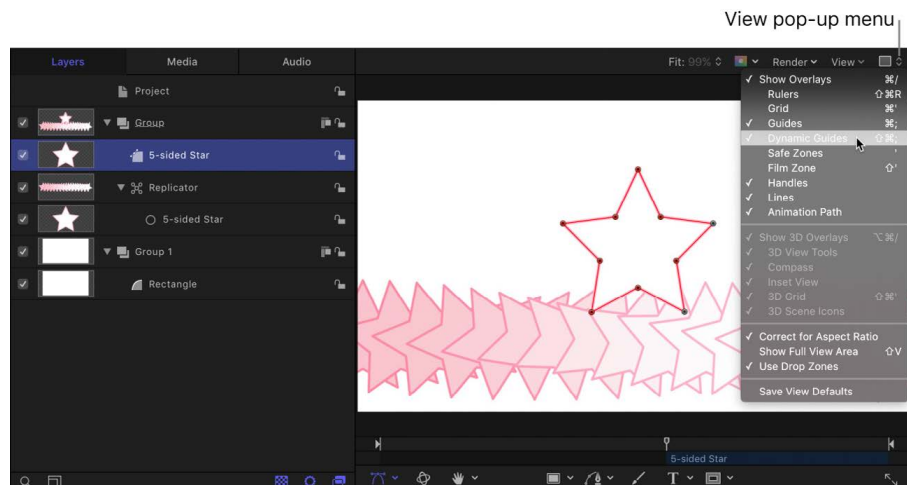 View pop-up menu
Layers Media Audio
Fit: 99% Render View
Project
Group
5-sided Star
Replicator
5-sided Star
Group 1
Rectangle
✓ Show Overlays ⌘/
Rulers ⇧⌘R
Grid ⌘'
✓ Guides ⌘;
✓ Dynamic Guides ⇧⌘;
Safe Zones '
Film Zone ⇧'
✓ Handles
✓ Lines
✓ Animation Path
✓ Show 3D Overlays ⌥⌘/
✓ 3D View Tools
✓ Compass
✓ Inset View
✓ 3D Grid ⇧⌘'
✓ 3D Scene Icons
✓ Correct for Aspect Ratio
Show Full View Area ⇧V
✓ Use Drop Zones
Save View Defaults
5-sided Star
T